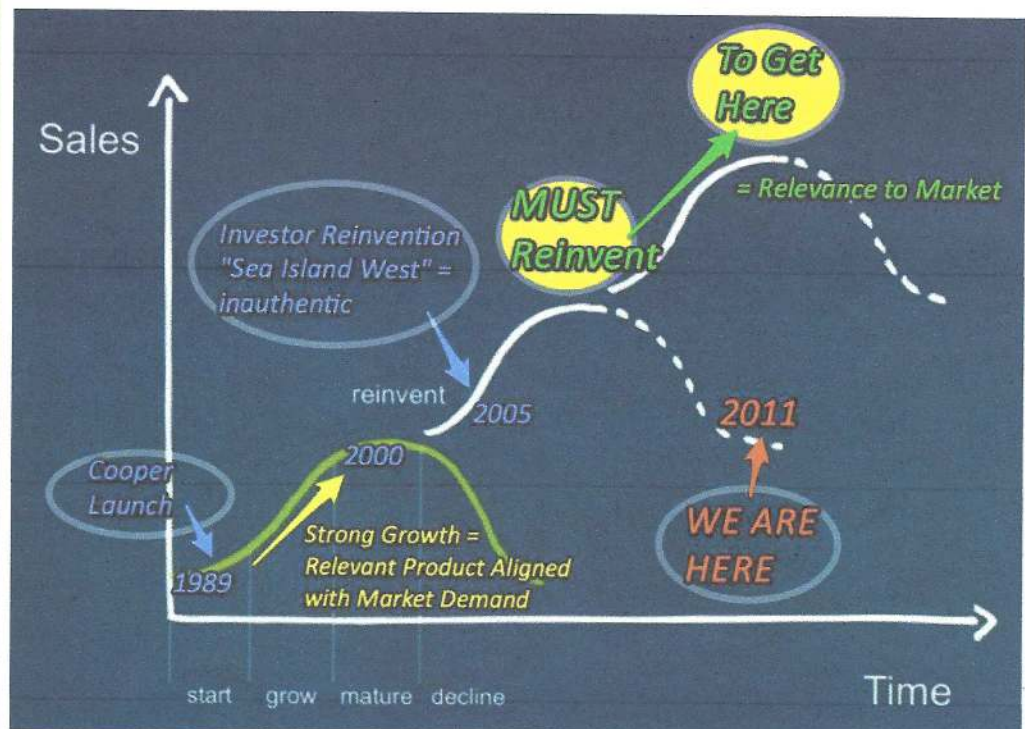 To Get
Here
Sales
= Relevance to Market
MUST
Reinvent
Investor Reinvention
"Sea Island West" =
inauthentic
reinvent
2005
2011
2000
Cooper
Launch
Strong Growth =
Relevant Product Aligned
with Market Demand
WE ARE
HERE
1989
start grow mature decline
Time